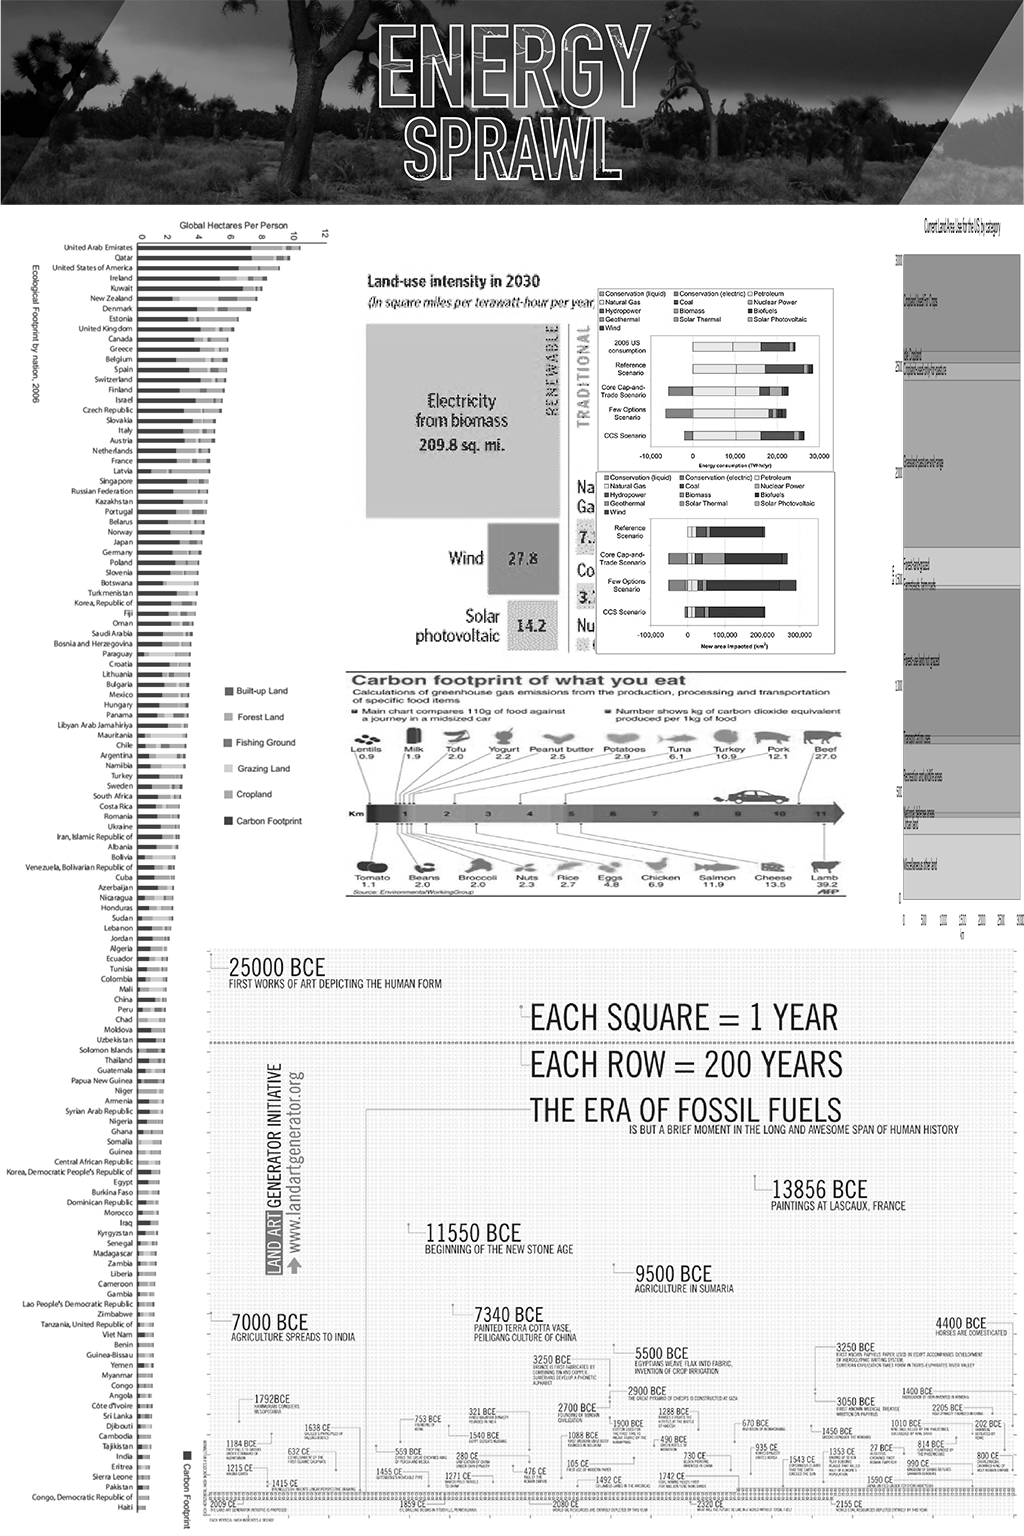 ENERGY
SPRAWL
Global Hectares Per Person
0
2
4
6
8
10
12
Ecological Footprint by nation, 2006
United Arab Emirates
Qatar
United States of America
Ireland
Kuwait
New Zealand
Denmark
Estonia
United Kingdom
Canada
Greece
Belgium
Spain
Switzerland
Finland
Israel
Czech Republic
Slovakia
Italy
Austria
Netherlands
France
Latvia
Singapore
Russian Federation
Kazakhstan
Portugal
Belarus
Norway
Japan
Germany
Poland
Slovenia
Botswana
Turkmenistan
Korea, Republic of
Fiji
Oman
Saudi Arabia
Bosnia and Herzegovina
Paraguay
Croatia
Lithuania
Bulgaria
Mexico
Hungary
Panama
Libyan Arab Jamahiriya
Mauritania
Chile
Argentina
Namibia
Turkey
Sweden
South Africa
Costa Rica
Romania
Ukraine
Iran, Islamic Republic of
Albania
Bolivia
Venezuela, Bolivarian Republic of
Cuba
Azerbaijan
Nicaragua
Honduras
Sudan
Lebanon
Jordan
Algeria
Ecuador
Tunisia
Colombia
Mali
China
Peru
Chad
Moldova
Uzbekistan
Solomon Islands
Thailand
Guatemala
Papua New Guinea
Niger
Armenia
Syrian Arab Republic
Nigeria
Ghana
Somalia
Guinea
Central African Republic
Korea, Democratic People's Republic of
Egypt
Burkina Faso
Dominican Republic
Morocco
Iraq
Kyrgyzstan
Senegal
Madagascar
Zambia
Liberia
Cameroon
Gambia
Lao People's Democratic Republic
Zimbabwe
Tanzania, United Republic of
Viet Nam
Benin
Guinea-Bissau
Yemen
Myanmar
Congo
Angola
Côte d'Ivoire
Sri Lanka
Djibouti
Cambodia
Tajikistan
India
Eritrea
Sierra Leone
Pakistan
Congo, Democratic Republic of
Haiti
Built-up Land
Forest Land
Fishing Ground
Grazing Land
Cropland
Carbon Footprint
Carbon Footprint
Land-use intensity in 2030
(In square miles per terawatt-hour per year
RENEWABLE
TRADITIONAL
Electricity
from biomass
209.8 sq. mi.
Wind 27.8
Solar
photovoltaic 14.2
Na
Ga
7.
Co
3.
Nu
Conservation (liquid) Conservation (electric) Petroleum
Natural Gas Coal Nuclear Power
Hydropower Biomass Biofuels
Geothermal Solar Thermal Solar Photovoltaic
Wind
2006 US
consumption
Reference
Scenario
Core Cap-and-
Trade Scenario
Few Options
Scenario
CCS Scenario
-10,000 0 10,000 20,000 30,000
Energy consumption (TW-hr/yr)
Conservation (liquid) Conservation (electric) Petroleum
Natural Gas Coal Nuclear Power
Hydropower Biomass Biofuels
Geothermal Solar Thermal Solar Photovoltaic
Wind
Reference
Scenario
Core Cap-and-
Trade Scenario
Few Options
Scenario
CCS Scenario
-100,000 0 100,000 200,000 300,000
New area impacted (km²)
Carbon footprint of what you eat
Calculations of greenhouse gas emissions from the production, processing and transportation
of specific food items
Main chart compares 110g of food against
a journey in a midsized car
Number shows kg of carbon dioxide equivalent
produced per 1kg of food
Lentils Milk Tofu Yogurt Peanut butter Potatoes Tuna Turkey Pork Beef
0.9 1.9 2.0 2.2 2.5 2.9 6.1 10.9 12.1 27.0
Km 1 2 3 4 5 6 7 8 9 10 11
Tomato Beans Broccoli Nuts Rice Eggs Chicken Salmon Cheese Lamb
1.1 2.0 2.0 2.3 2.7 4.8 6.9 11.9 13.5 39.2
Source: EnvironmentalWorkingGroup
AFP
Current Land Area Use for the US by category
Cropland Used For Crops
Idle Cropland
Cropland used only for pasture
Grassland pasture and range
Forest-land grazed
Forest-use land not grazed
Transportation uses
Recreation and wildlife areas
Urban land
Miscellaneous other land
0 500 1000 1500 2000 2500 3000
km
25000 BCE
FIRST WORKS OF ART DEPICTING THE HUMAN FORM
EACH SQUARE = 1 YEAR
EACH ROW = 200 YEARS
THE ERA OF FOSSIL FUELS
IS BUT A BRIEF MOMENT IN THE LONG AND AWESOME SPAN OF HUMAN HISTORY
LAND ART GENERATOR INITIATIVE
www.landartgenerator.org
13856 BCE
PAINTINGS AT LASCAUX, FRANCE
11550 BCE
BEGINNING OF THE NEW STONE AGE
9500 BCE
AGRICULTURE IN SUMARIA
7000 BCE
AGRICULTURE SPREADS TO INDIA
7340 BCE
PAINTED TERRA COTTA VASE,
PEILIGANG CULTURE OF CHINA
4400 BCE
HORSES ARE DOMESTICATED
5500 BCE
EGYPTIANS WEAVE FLAX INTO FABRIC,
INVENTION OF CROP IRRIGATION
3250 BCE
3250 BCE
2900 BCE
THE GREAT PYRAMID OF CHEOPS IS CONSTRUCTED AT GIZA
3050 BCE
1400 BCE
2205 BCE
1792BCE
2700 BCE
1900 BCE
1288 BCE
670 BCE
1450 BCE
1010 BCE
202 BCE
1638 CE
753 BCE
321 BCE
1540 BCE
1088 BCE
490 BCE
1184 BCE
632 CE
559 BCE
280 BCE
105 CE
730 CE
935 CE
1353 CE
27 BCE
814 CE
800 CE
1215 CE
1415 CE
1455 CE
1271 CE
476 CE
1492 CE
1742 CE
1543 CE
990 CE
1590 CE
2009 CE
1859 CE
2080 CE
2320 CE
2155 CE